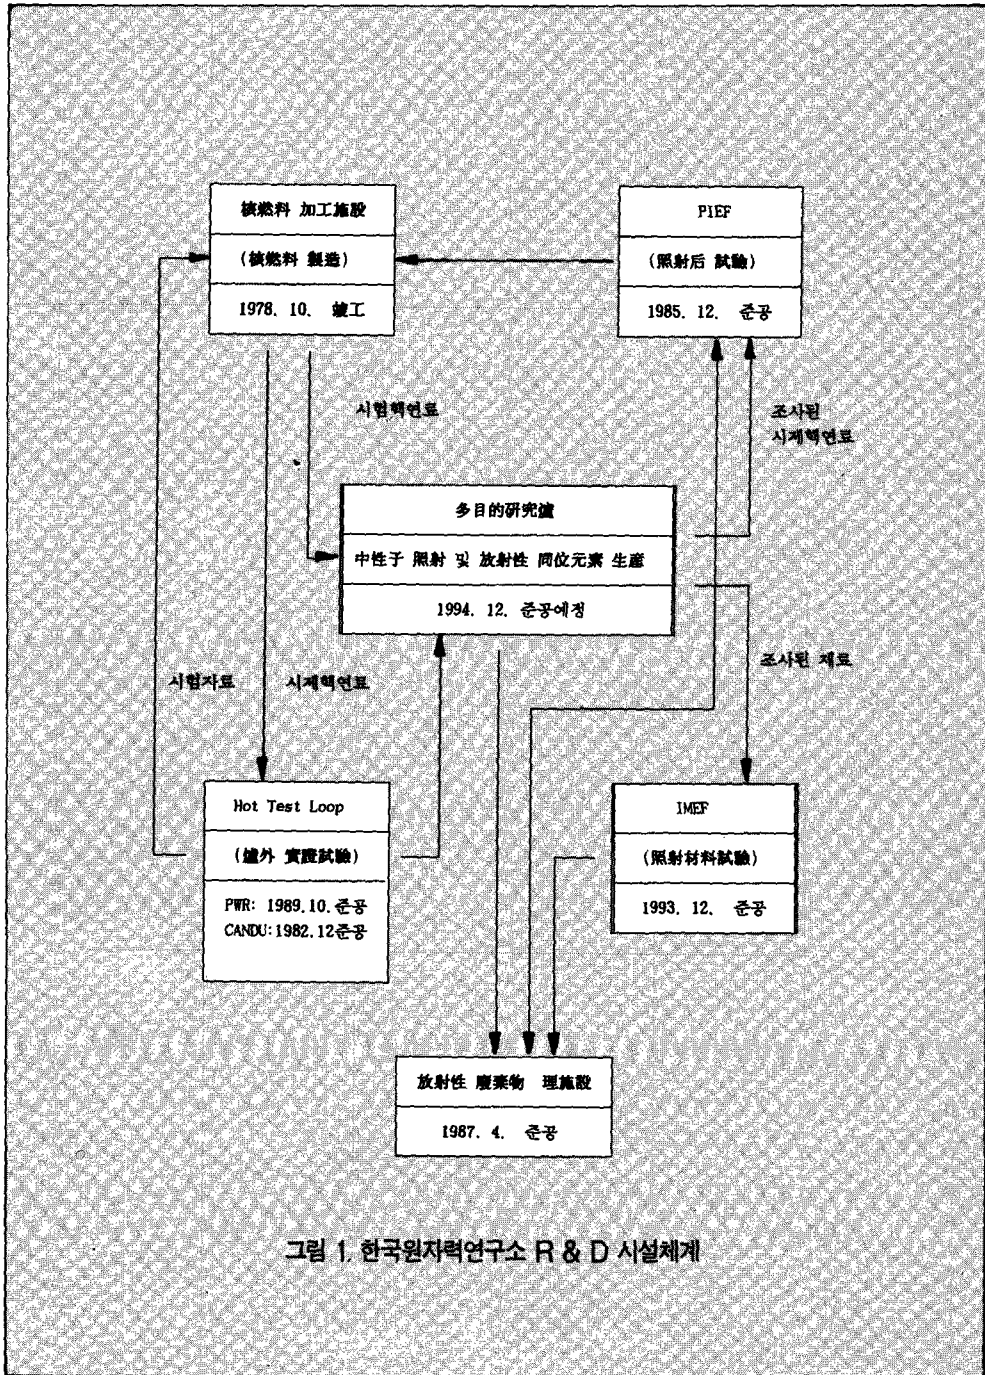 核燃料 加工施設
(核燃料 製造)
1978. 10. 竣工
PIEF
(照射后 試驗)
1985. 12. 준공
시험핵연료
조사된
시제핵연료
多目的硏究爐
中性子 照射 및 放射性 同位元素 生産
1994. 12. 준공예정
시험자료
시제핵연료
조사된 재료
Hot Test Loop
(爐外 實證試驗)
PWR: 1989.10.준공
CANDU:1982.12준공
IMEF
(照射材料試驗)
1993. 12. 준공
放射性 廢棄物 理施設
1987. 4. 준공
그림 1. 한국원자력연구소 R & D 시설체계